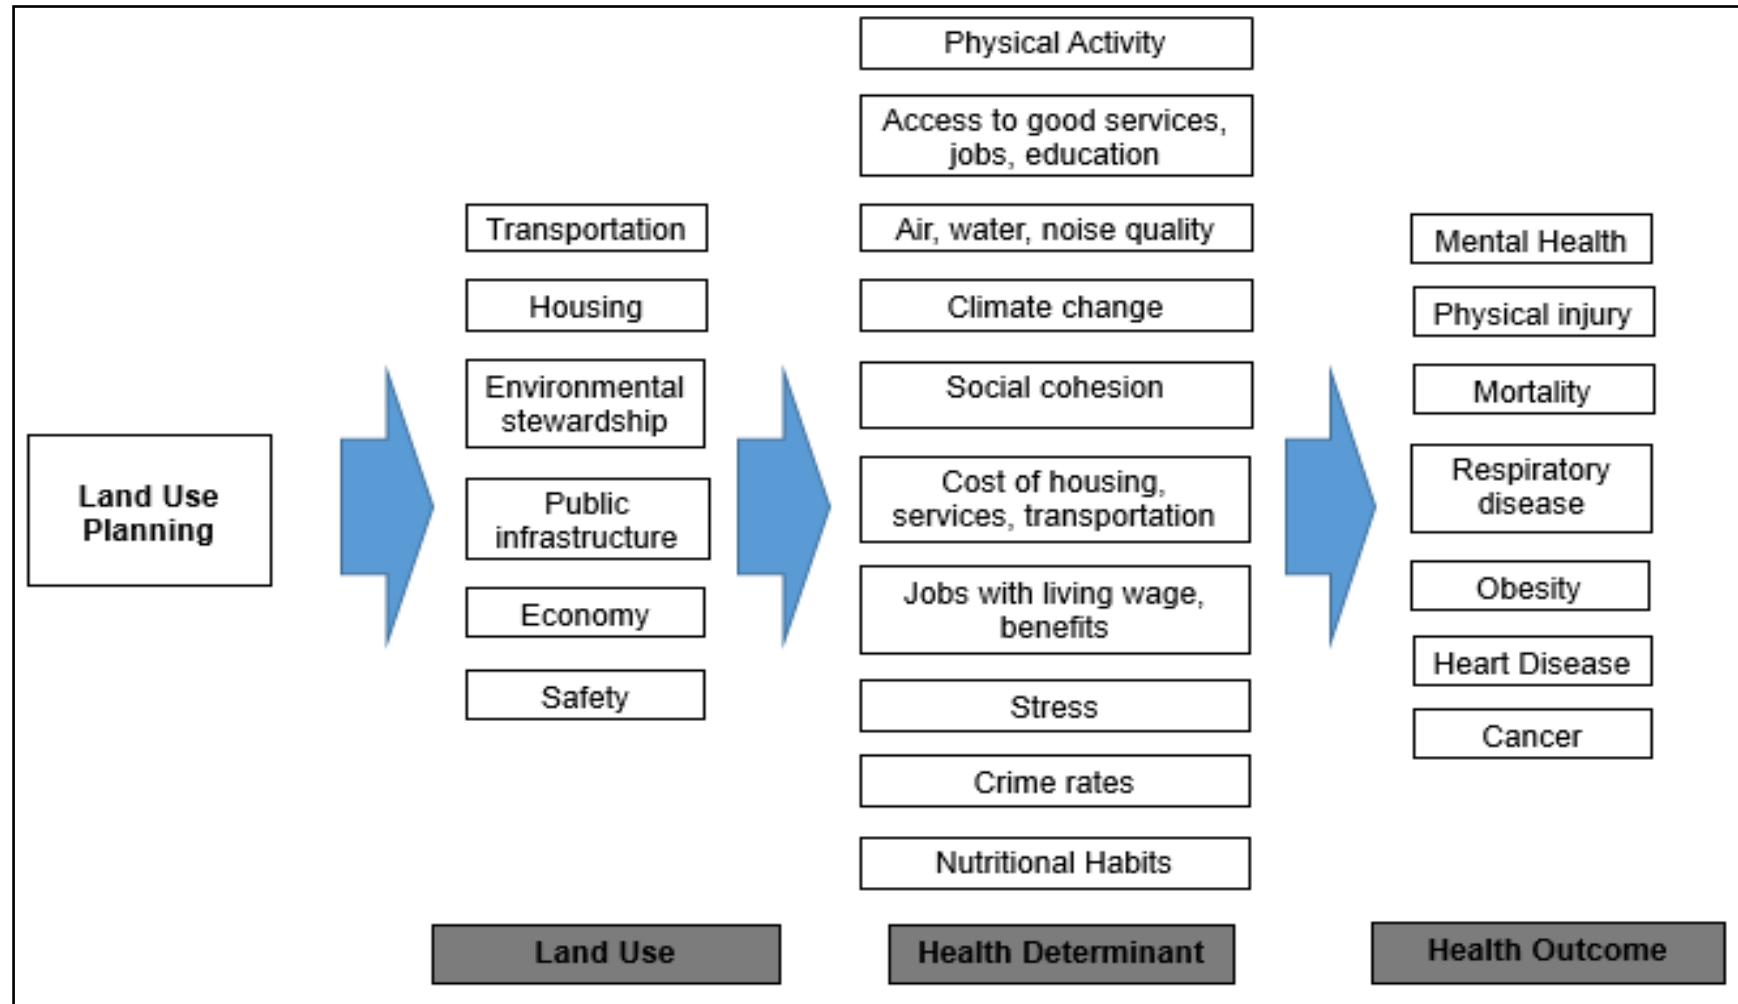 Land Use
Planning
Transportation
Housing
Environmental
stewardship
Public
infrastructure
Economy
Safety
Land Use
Physical Activity
Access to good services,
jobs, education
Air, water, noise quality
Climate change
Social cohesion
Cost of housing,
services, transportation
Jobs with living wage,
benefits
Stress
Crime rates
Nutritional Habits
Health Determinant
Mental Health
Physical injury
Mortality
Respiratory
disease
Obesity
Heart Disease
Cancer
Health Outcome